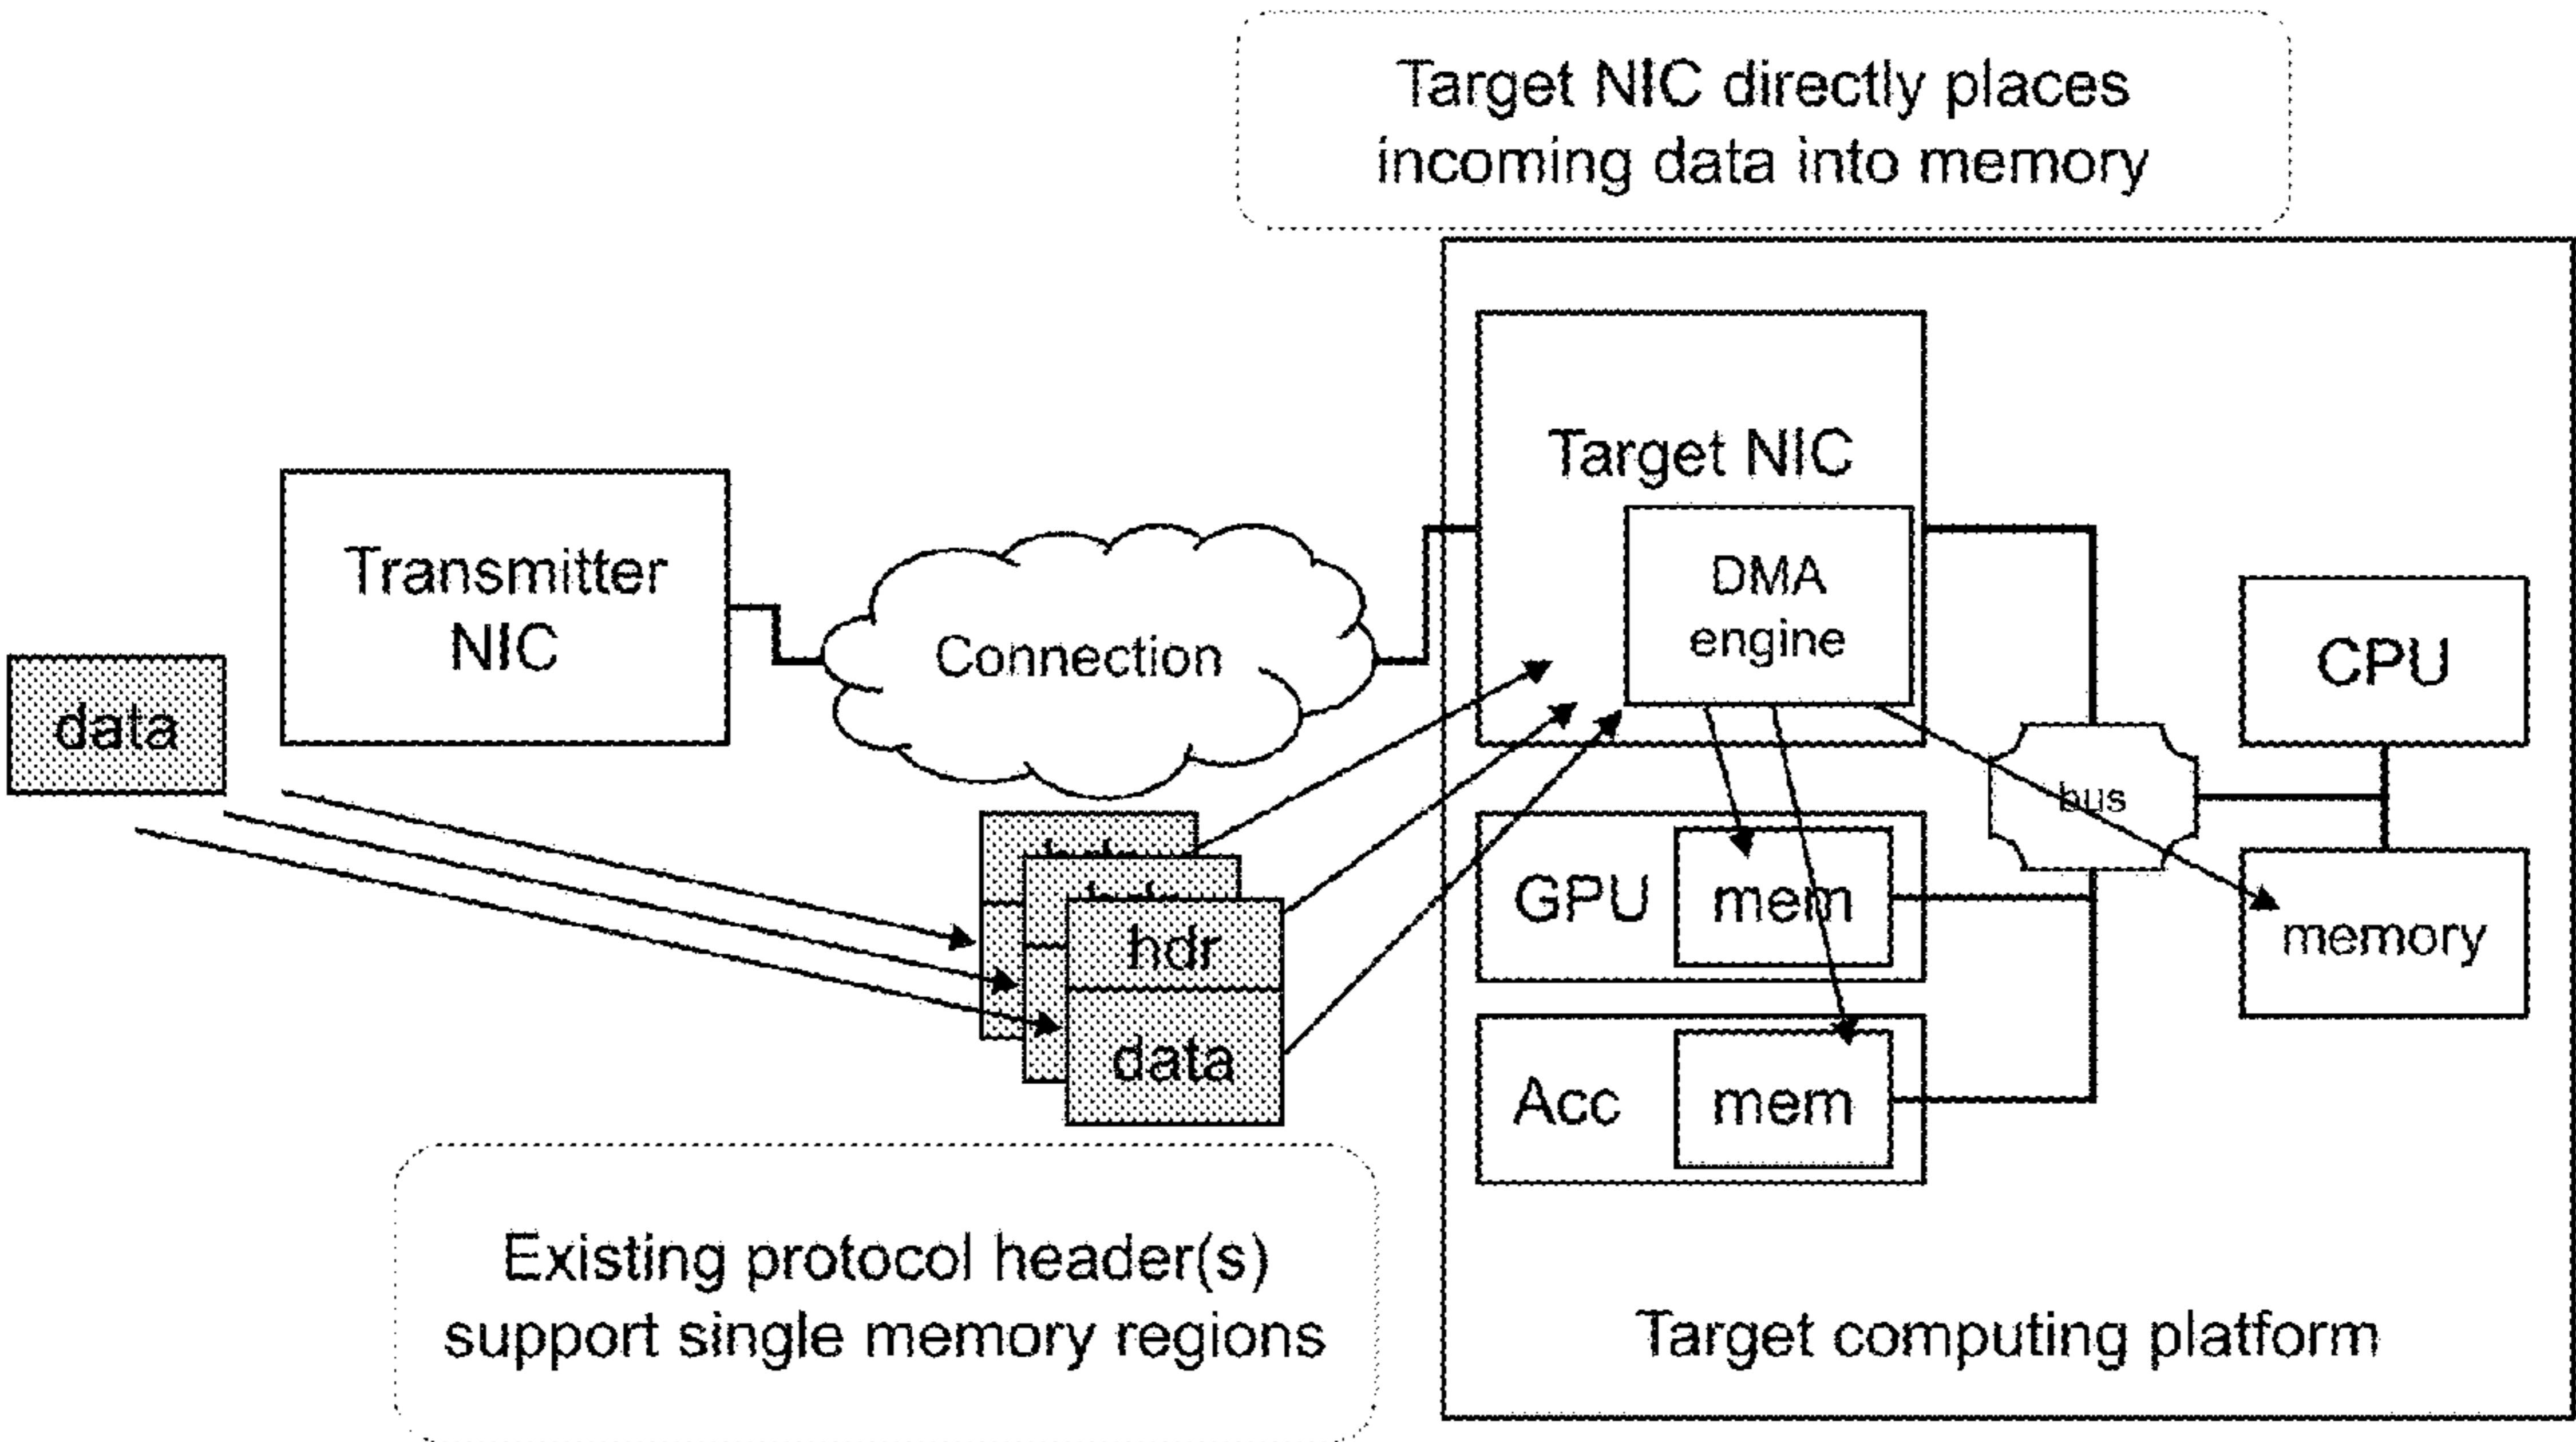 Target NIC directly places
incoming data into memory
Target NIC
Transmitter
NIC
DMA
engine
Connection
CPU
data
bus
GPU
mem
memory
hdr
data
Acc
mem
Existing protocol header(s)
support single memory regions
Target computing platform